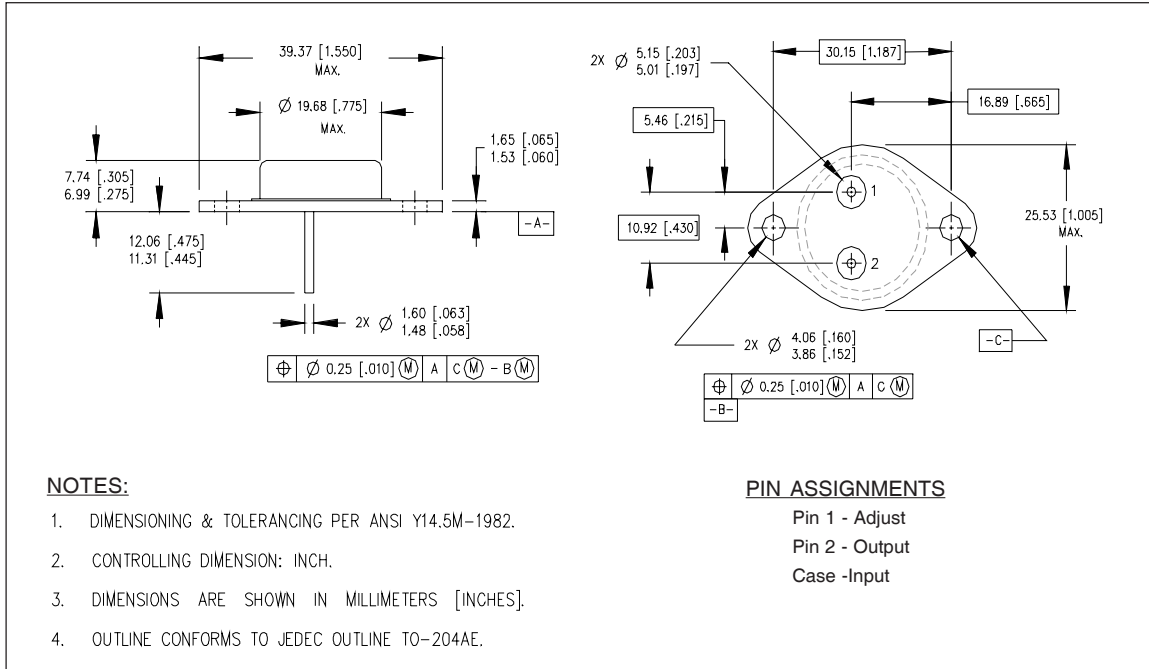 39.37 [1.550]
MAX.
Ø 19.68 [.775]
MAX.
1.65 [.065]
1.53 [.060]
7.74 [.305]
6.99 [.275]
-A-
12.06 [.475]
11.31 [.445]
2X Ø 1.60 [.063]
1.48 [.058]
⌖ Ø 0.25 [.010] Ⓜ A C Ⓜ - B Ⓜ
2X Ø 5.15 [.203]
5.01 [.197]
30.15 [1.187]
16.89 [.665]
5.46 [.215]
1
10.92 [.430]
25.53 [1.005]
MAX.
2
2X Ø 4.06 [.160]
3.86 [.152]
-C-
⌖ Ø 0.25 [.010] Ⓜ A C Ⓜ
-B-
NOTES:
1. DIMENSIONING & TOLERANCING PER ANSI Y14.5M-1982.
2. CONTROLLING DIMENSION: INCH.
3. DIMENSIONS ARE SHOWN IN MILLIMETERS [INCHES].
4. OUTLINE CONFORMS TO JEDEC OUTLINE TO-204AE.
PIN ASSIGNMENTS
Pin 1 - Adjust
Pin 2 - Output
Case -Input